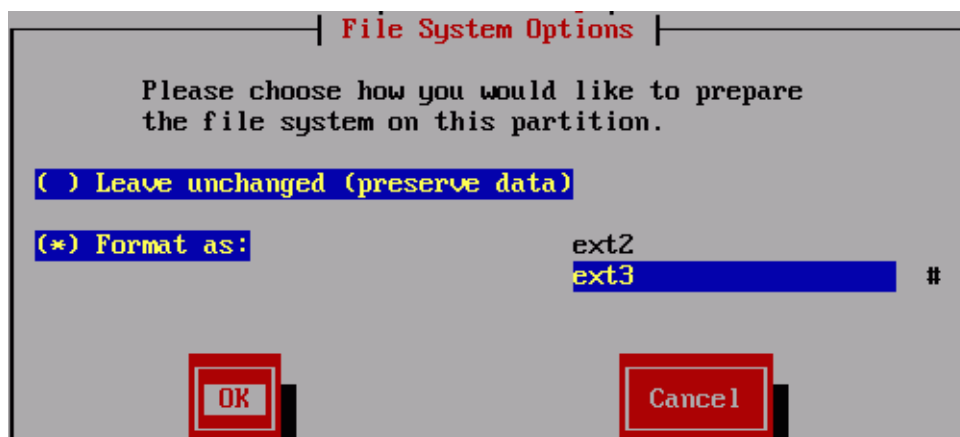 File System Options
Please choose how you would like to prepare
the file system on this partition.
( ) Leave unchanged (preserve data)
(*) Format as:
ext2
ext3 #
OK Cancel